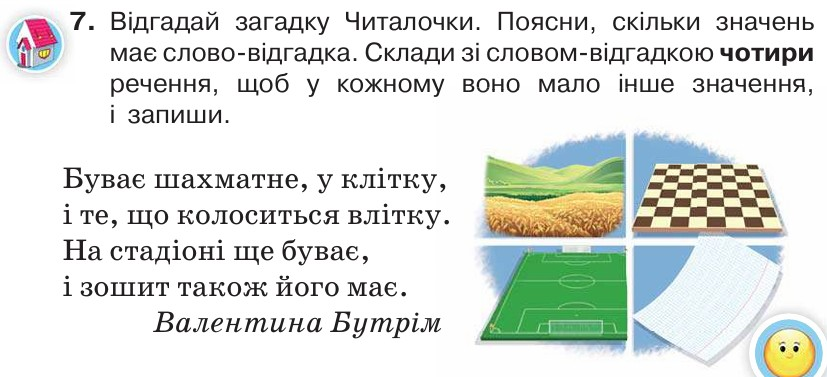 7. Відгадай загадку Читалочки. Поясни, скільки значень
має слово-відгадка. Склади зі словом-відгадкою чотири
речення, щоб у кожному воно мало інше значення,
і запиши.
Буває шахматне, у клітку,
і те, що колоситься влітку.
На стадіоні ще буває,
і зошит також його має.
Валентина Бутрім